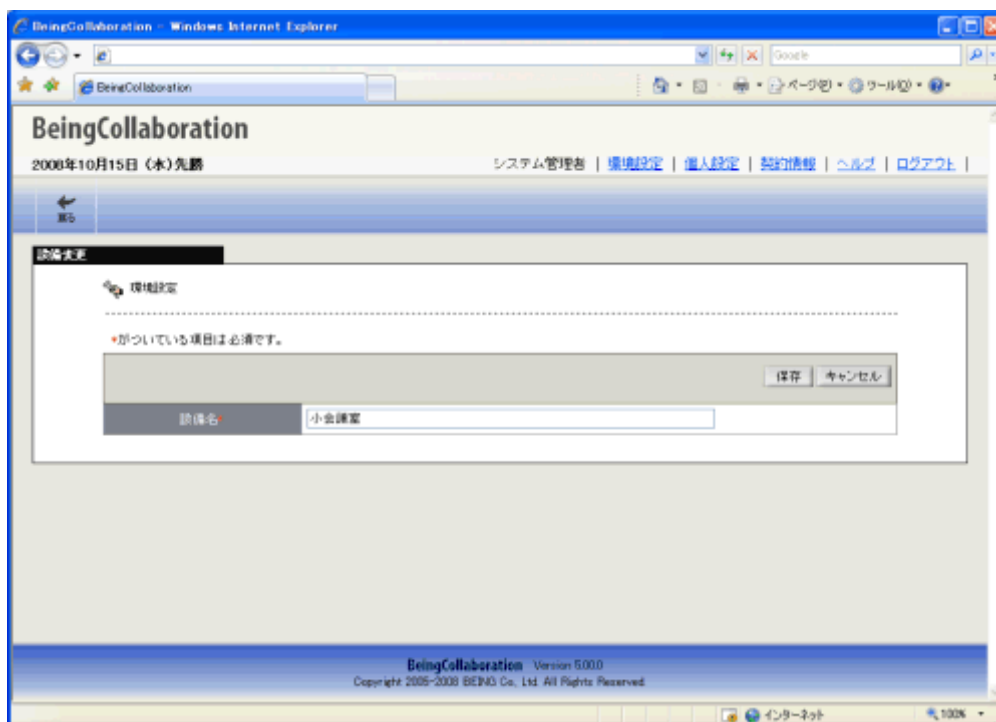 BeingCollaboration - Windows Internet Explorer
Google
BeingCollaboration
ページ(P) ツール(O)
BeingCollaboration
2008年10月15日（水）先勝
システム管理者 | 環境設定 | 個人設定 | 契約情報 | ヘルプ | ログアウト |
戻る
設備変更
環境設定
*がついている項目は必須です。
保存 キャンセル
設備名*
小会議室
BeingCollaboration Version 5.00.0
Copyright 2005-2008 BEING Co., Ltd. All Rights Reserved.
インターネット
100%